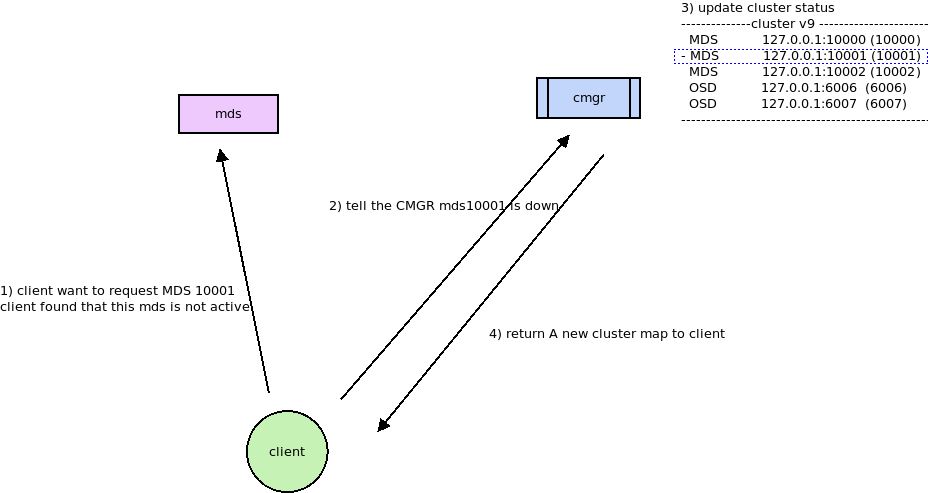 3) update cluster status
--------------cluster v9 ----------------------
MDS 127.0.0.1:10000 (10000)
- MDS 127.0.0.1:10001 (10001)
MDS 127.0.0.1:10002 (10002)
OSD 127.0.0.1:6006 (6006)
OSD 127.0.0.1:6007 (6007)
--------------------------------------------------
cmgr
mds
2) tell the CMGR mds10001 is down
1) client want to request MDS 10001
client found that this mds is not active
4) return A new cluster map to client
client